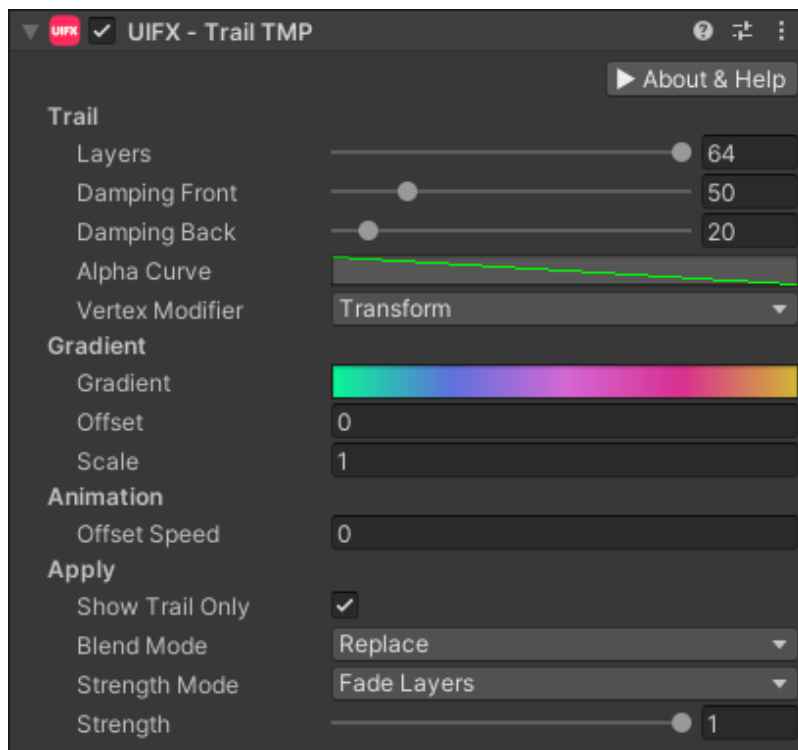 UIFX UIFX - Trail TMP
About & Help
Trail
Layers 64
Damping Front 50
Damping Back 20
Alpha Curve
Vertex Modifier Transform
Gradient
Gradient
Offset 0
Scale 1
Animation
Offset Speed 0
Apply
Show Trail Only
Blend Mode Replace
Strength Mode Fade Layers
Strength 1